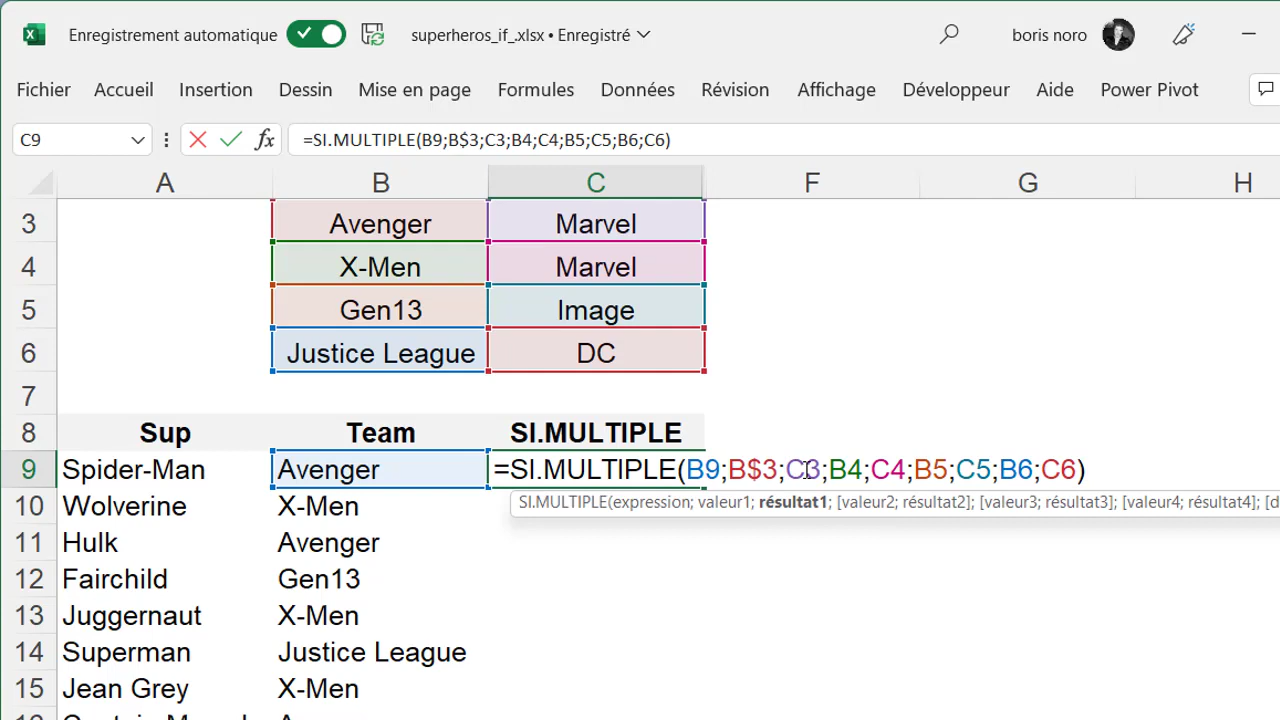 Enregistrement automatique superheros_if_.xlsx • Enregistré boris noro
Fichier Accueil Insertion Dessin Mise en page Formules Données Révision Affichage Développeur Aide Power Pivot
C9 fx =SI.MULTIPLE(B9;B$3;C3;B4;C4;B5;C5;B6;C6)
A B C F G H
3 Avenger Marvel
4 X-Men Marvel
5 Gen13 Image
6 Justice League DC
7
8 Sup Team SI.MULTIPLE
9 Spider-Man Avenger =SI.MULTIPLE(B9;B$3;C3;B4;C4;B5;C5;B6;C6)
SI.MULTIPLE(expression; valeur1; résultat1; [valeur2; résultat2]; [valeur3; résultat3]; [valeur4; résultat4]; [d
10 Wolverine X-Men
11 Hulk Avenger
12 Fairchild Gen13
13 Juggernaut X-Men
14 Superman Justice League
15 Jean Grey X-Men